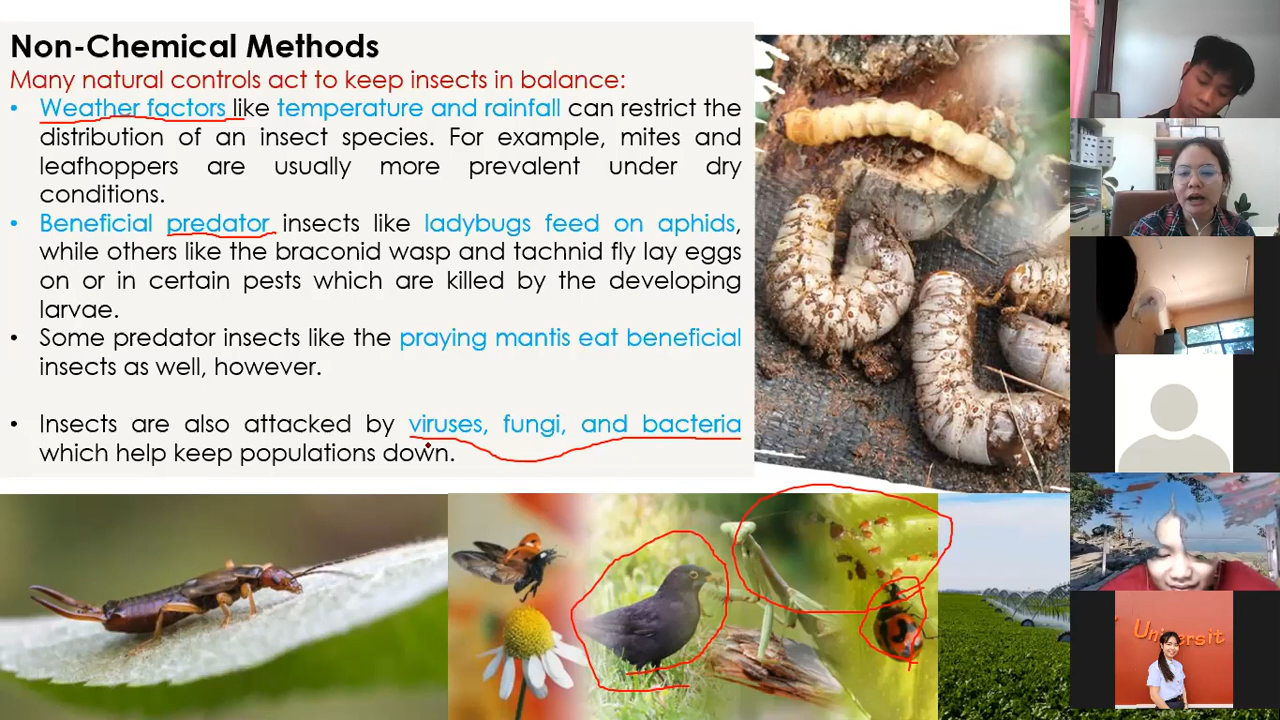 Non-Chemical Methods
Many natural controls act to keep insects in balance:
• Weather factors like temperature and rainfall can restrict the
distribution of an insect species. For example, mites and
leafhoppers are usually more prevalent under dry
conditions.
• Beneficial predator insects like ladybugs feed on aphids,
while others like the braconid wasp and tachnid fly lay eggs
on or in certain pests which are killed by the developing
larvae.
• Some predator insects like the praying mantis eat beneficial
insects as well, however.
• Insects are also attacked by viruses, fungi, and bacteria
which help keep populations down.